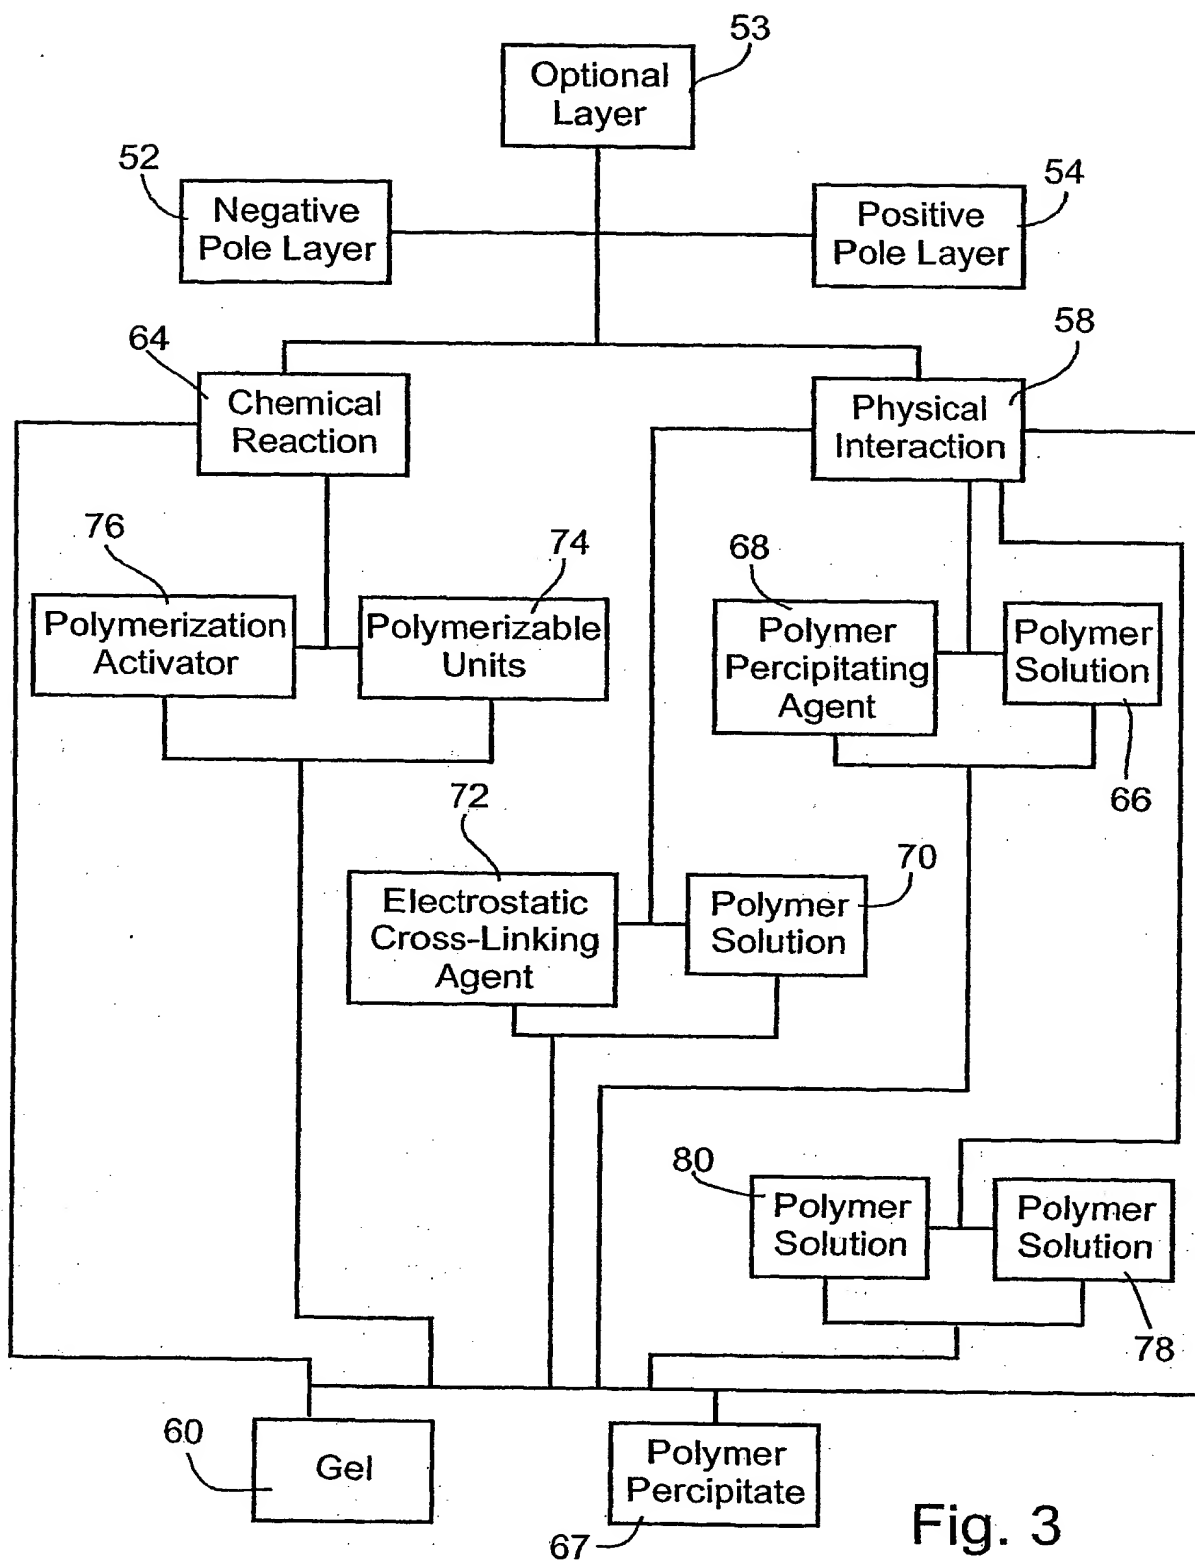 53
Optional
Layer
52
Negative
Pole Layer
54
Positive
Pole Layer
64
Chemical
Reaction
58
Physical
Interaction
76
Polymerization
Activator
74
Polymerizable
Units
68
Polymer
Percipitating
Agent
Polymer
Solution
66
72
Electrostatic
Cross-Linking
Agent
70
Polymer
Solution
80
Polymer
Solution
Polymer
Solution
78
60
Gel
Polymer
Percipitate
67
Fig. 3